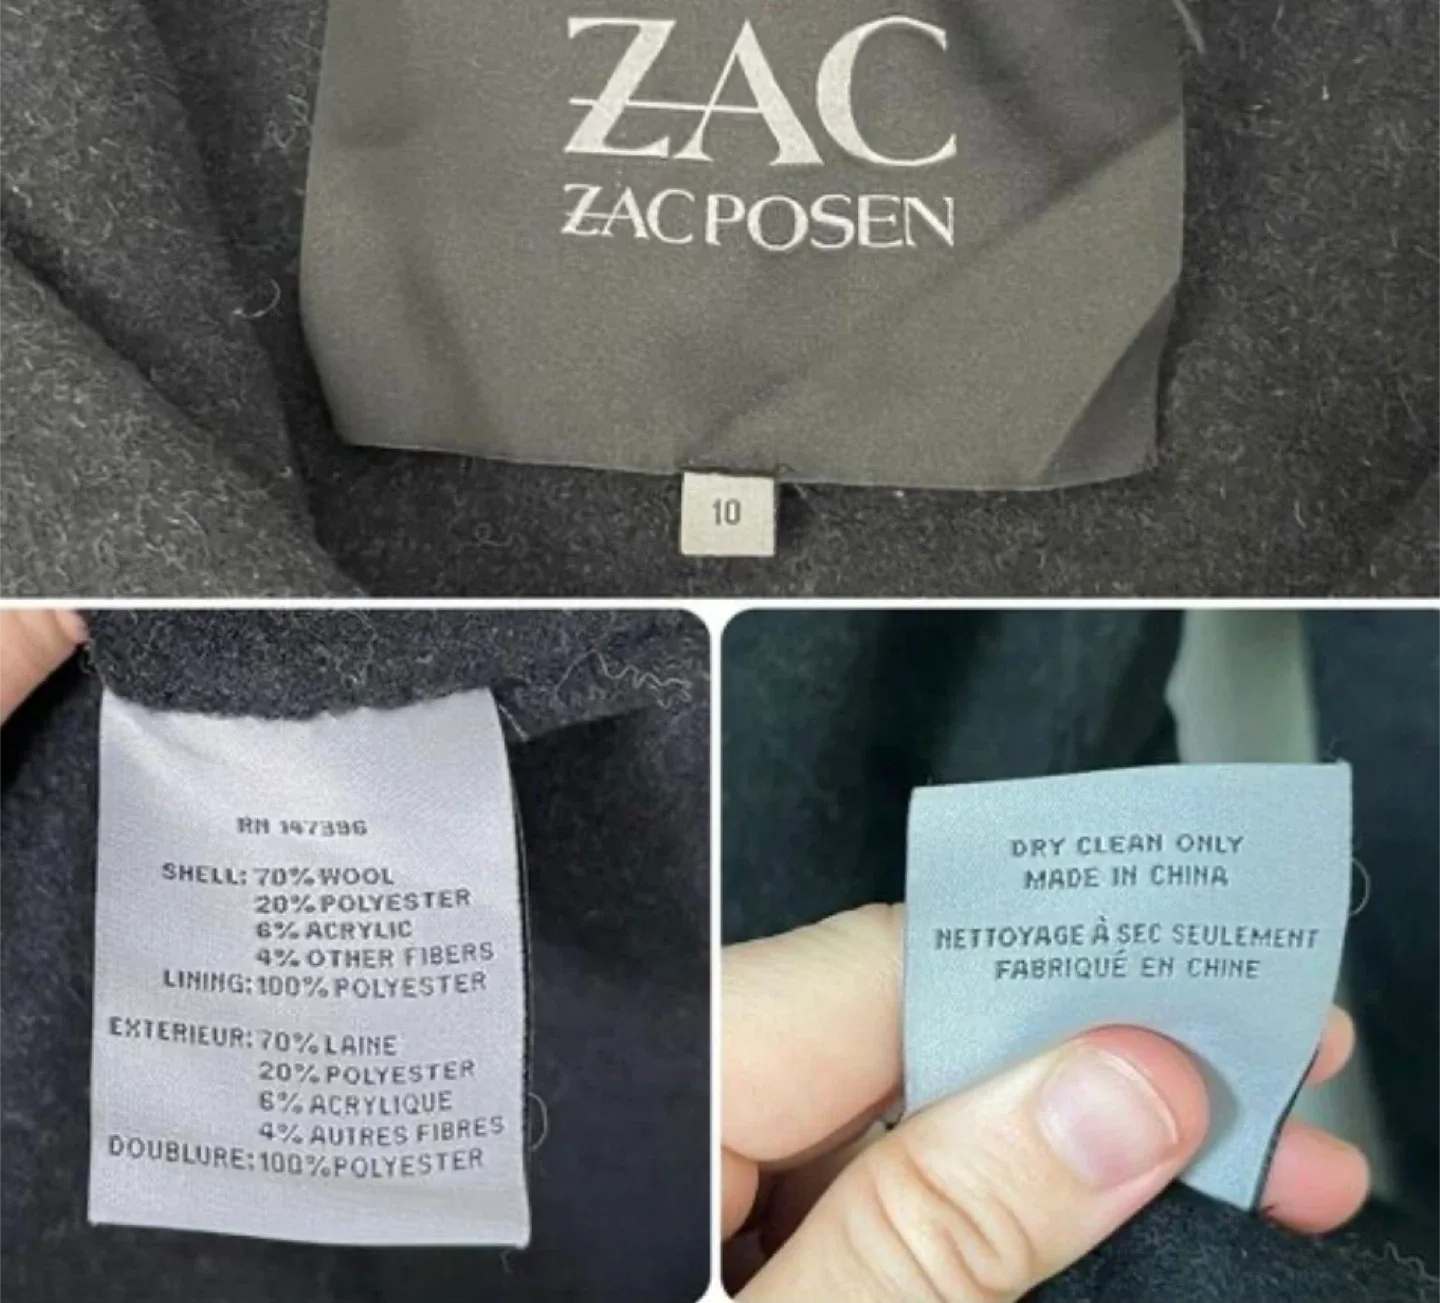 ZAC
ZAC POSEN
10
RN 147396
SHELL: 70% WOOL
20% POLYESTER
6% ACRYLIC
4% OTHER FIBERS
LINING: 100% POLYESTER
EXTERIEUR: 70% LAINE
20% POLYESTER
6% ACRYLIQUE
4% AUTRES FIBRES
DOUBLURE: 100% POLYESTER
DRY CLEAN ONLY
MADE IN CHINA
NETTOYAGE À SEC SEULEMENT
FABRIQUÉ EN CHINE